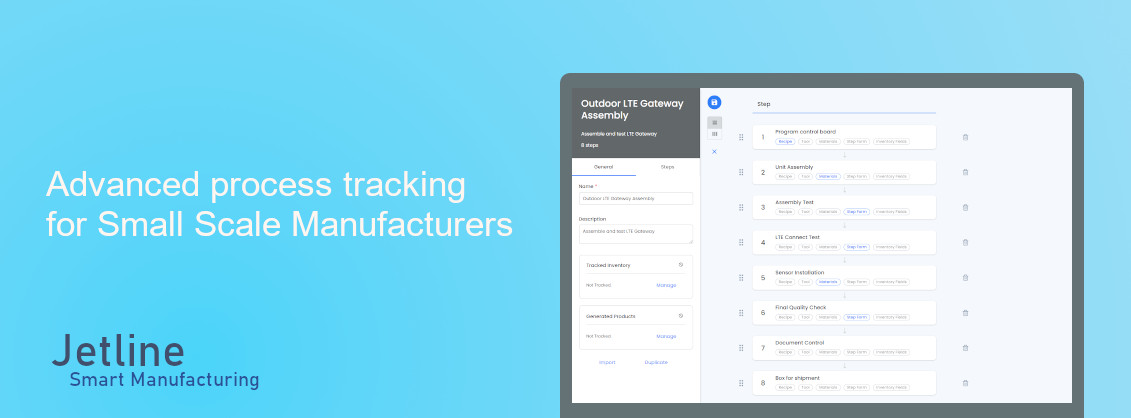 Advanced process tracking
for Small Scale Manufacturers
Jetline
Smart Manufacturing
Outdoor LTE Gateway
Assembly
Assemble and test LTE Gateway
8 steps
General Steps
Name *
Outdoor LTE Gateway Assembly
Description
Assemble and test LTE Gateway
Tracked Inventory
Not Tracked Manage
Generated Products
Not Tracked Manage
Import Duplicate
Step
1 Program control board
Recipe Tool Materials Step Form Inventory Fields
2 Unit Assembly
Recipe Tool Materials Step Form Inventory Fields
3 Assembly Test
Recipe Tool Materials Step Form Inventory Fields
4 LTE Connect Test
Recipe Tool Materials Step Form Inventory Fields
5 Sensor Installation
Recipe Tool Materials Step Form Inventory Fields
6 Final Quality Check
Recipe Tool Materials Step Form Inventory Fields
7 Document Control
Recipe Tool Materials Step Form Inventory Fields
8 Box for shipment
Recipe Tool Materials Step Form Inventory Fields